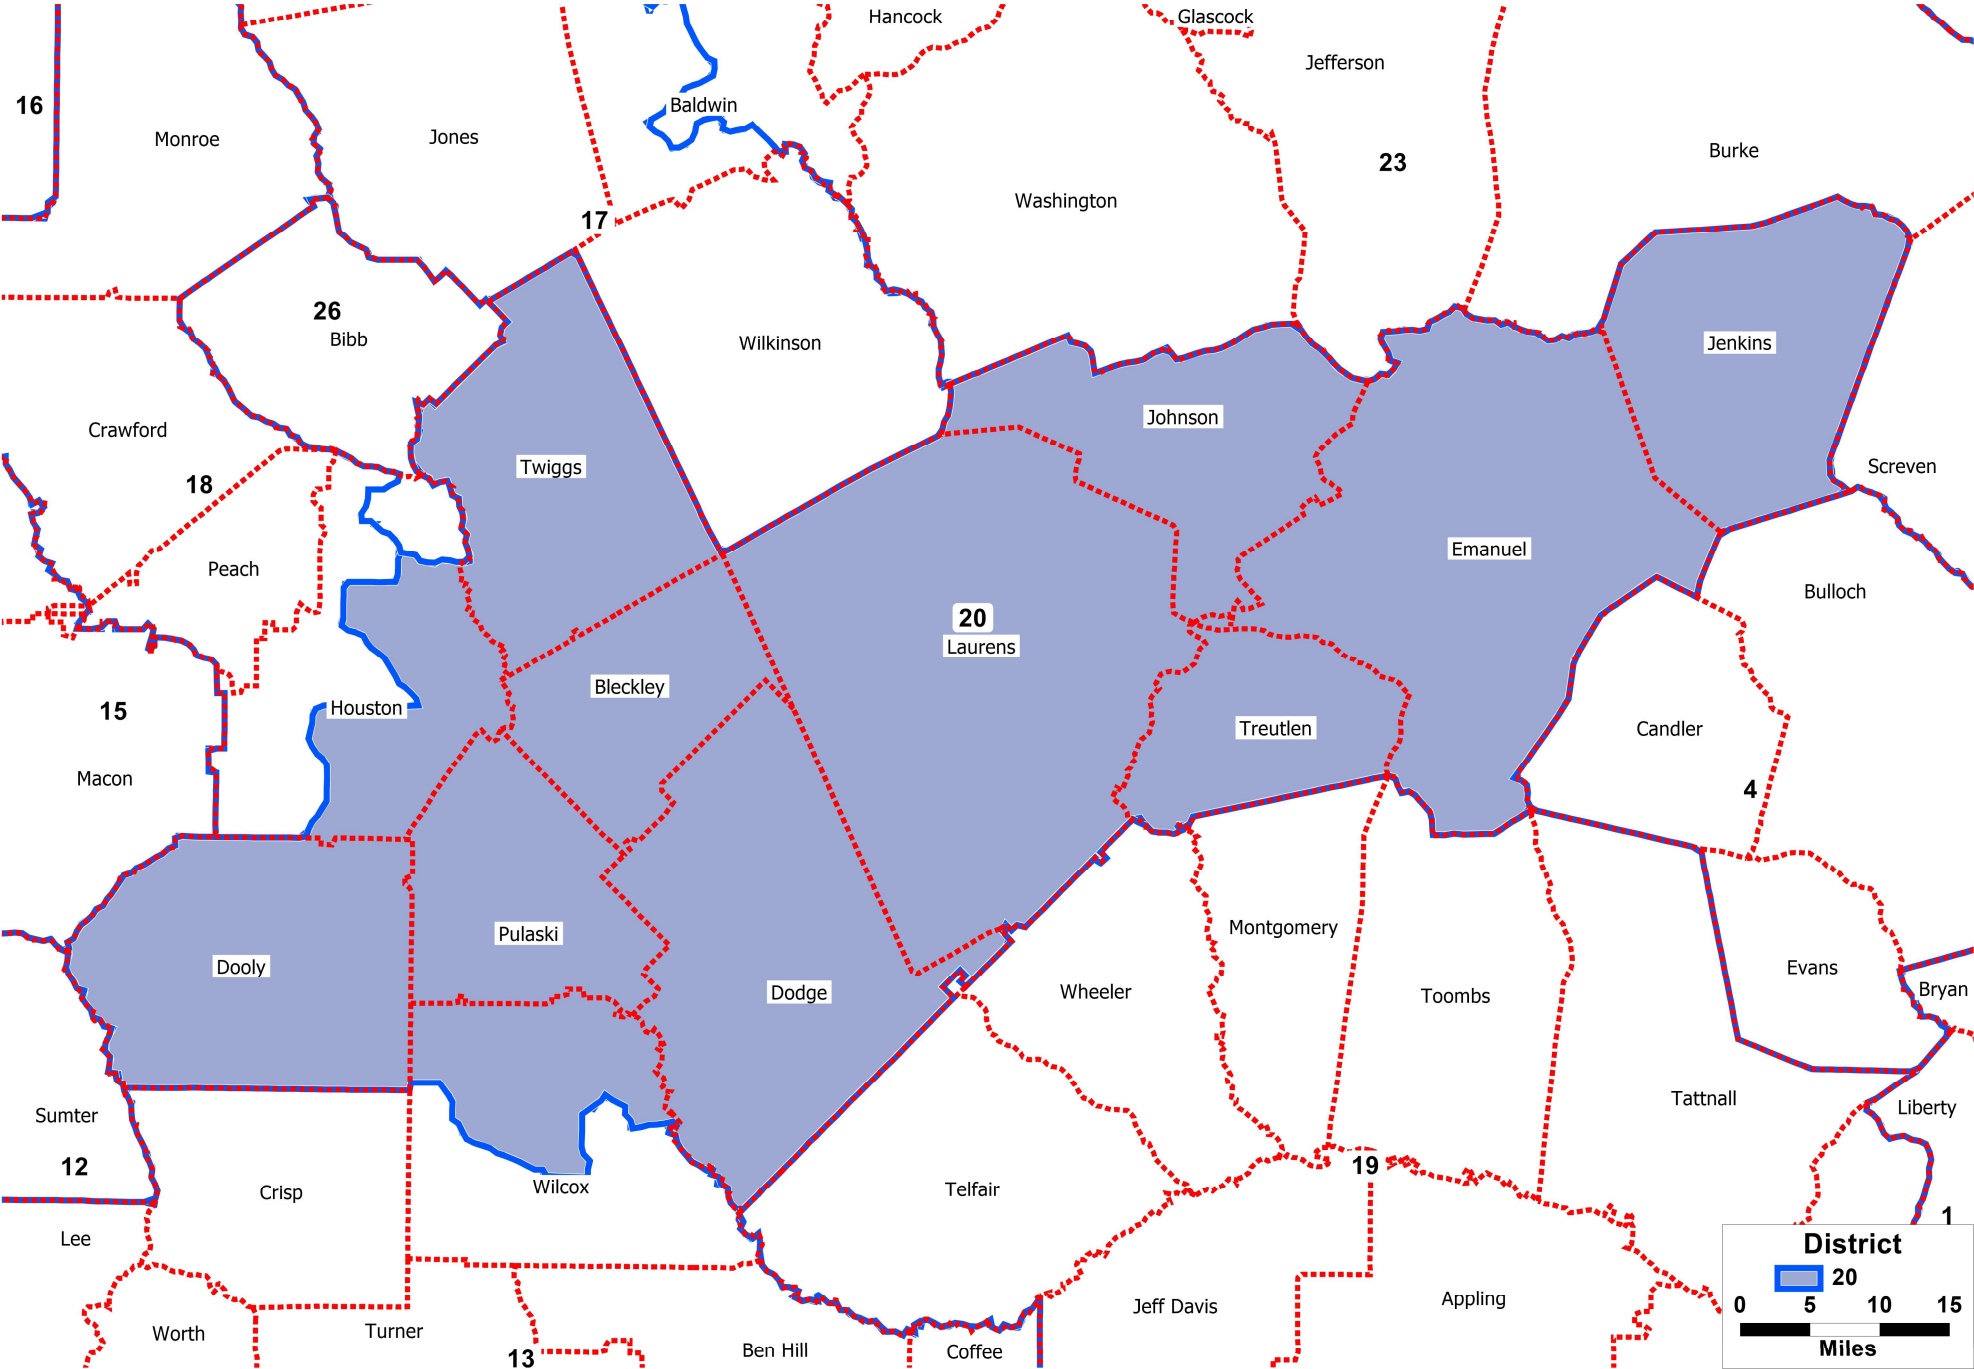 Hancock
Glascock
Jefferson
16
Baldwin
Monroe
Jones
23
Burke
Washington
17
26
Bibb
Wilkinson
Jenkins
Johnson
Crawford
Twiggs
Screven
18
Emanuel
Peach
Bulloch
20
Laurens
Bleckley
15
Houston
Treutlen
Candler
Macon
4
Montgomery
Pulaski
Dooly
Evans
Dodge
Wheeler
Toombs
Bryan
Tattnall
Sumter
Liberty
12
19
Crisp
Wilcox
Telfair
1
Lee
District
20
0 5 10 15
Miles
Jeff Davis
Appling
Worth
Turner
Ben Hill
Coffee
13